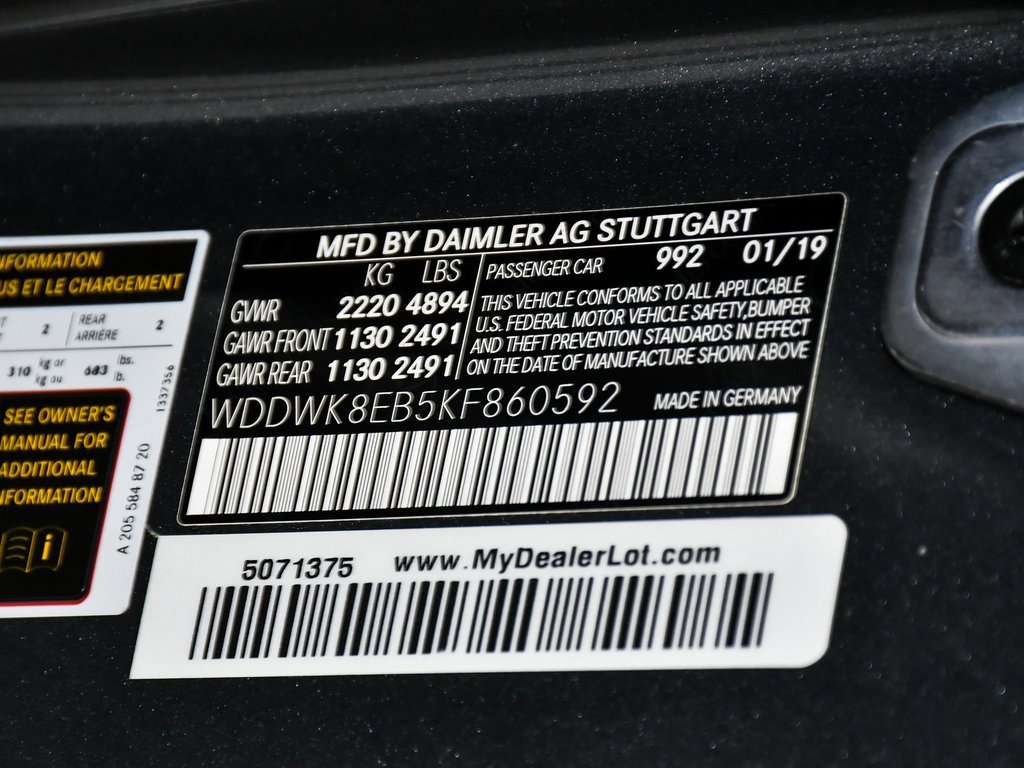 MFD BY DAIMLER AG STUTTGART
KG LBS
GVWR 2220 4894
GAWR FRONT 1130 2491
GAWR REAR 1130 2491
PASSENGER CAR 992 01/19
THIS VEHICLE CONFORMS TO ALL APPLICABLE
U.S. FEDERAL MOTOR VEHICLE SAFETY, BUMPER
AND THEFT PREVENTION STANDARDS IN EFFECT
ON THE DATE OF MANUFACTURE SHOWN ABOVE
WDDWK8EB5KF860592 MADE IN GERMANY
5071375 www.MyDealerLot.com
NFORMATION
US ET LE CHARGEMENT
2 REAR 2
ARRIÈRE
310 kg or 683 lbs.
kg ou lb.
SEE OWNER'S
MANUAL FOR
ADDITIONAL
NFORMATION
i
1337356
A 205 584 87 20